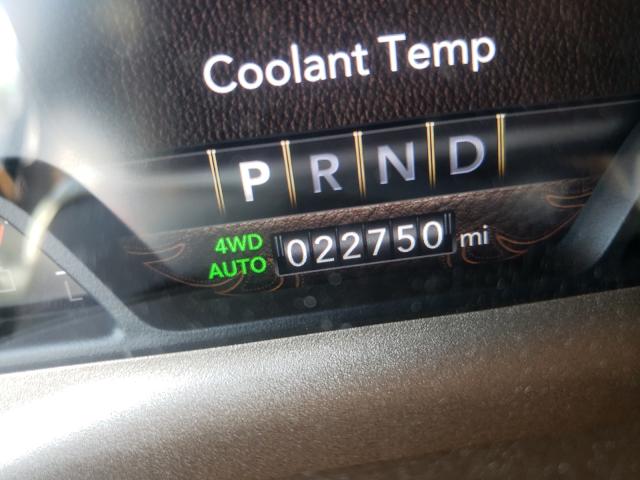 Coolant Temp
P R N D
4WD
AUTO 022750 mi